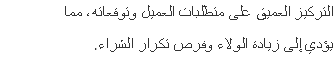 التركيز العميق على متطلبات العميل وتوقعاته، مما
يؤدي إلى زيادة الولاء وفرص تكرار الشراء.